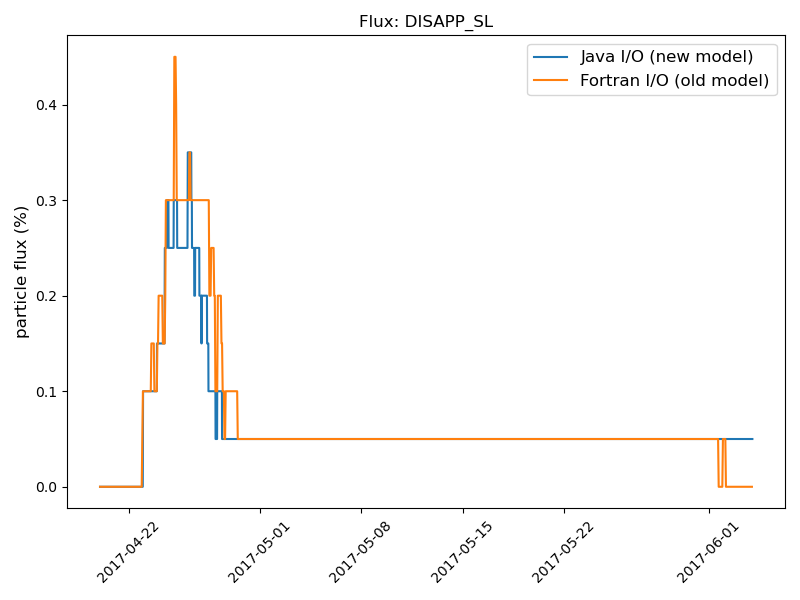 Flux: DISAPP_SL
Java I/O (new model)
Fortran I/O (old model)
particle flux (%)
0.4
0.3
0.2
0.1
0.0
2017-04-22
2017-05-01
2017-05-08
2017-05-15
2017-05-22
2017-06-01